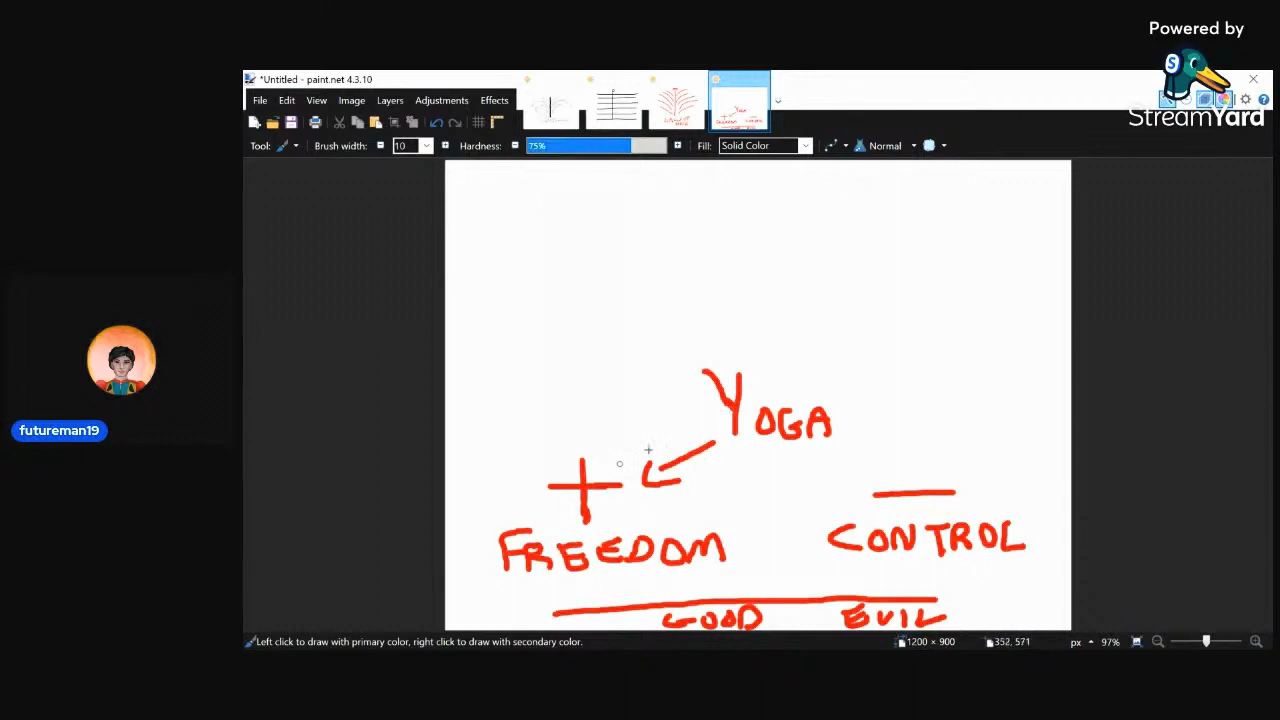 Powered by
StreamYard
*Untitled - paint.net 4.3.10
File Edit View Image Layers Adjustments Effects
Tool: Brush width: 10 Hardness: 75% Fill: Solid Color Normal
YOGA
+ −
FREEDOM CONTROL
GOOD EVIL
futureman19
Left click to draw with primary color, right click to draw with secondary color. 1200 × 900 352, 571 px 97%